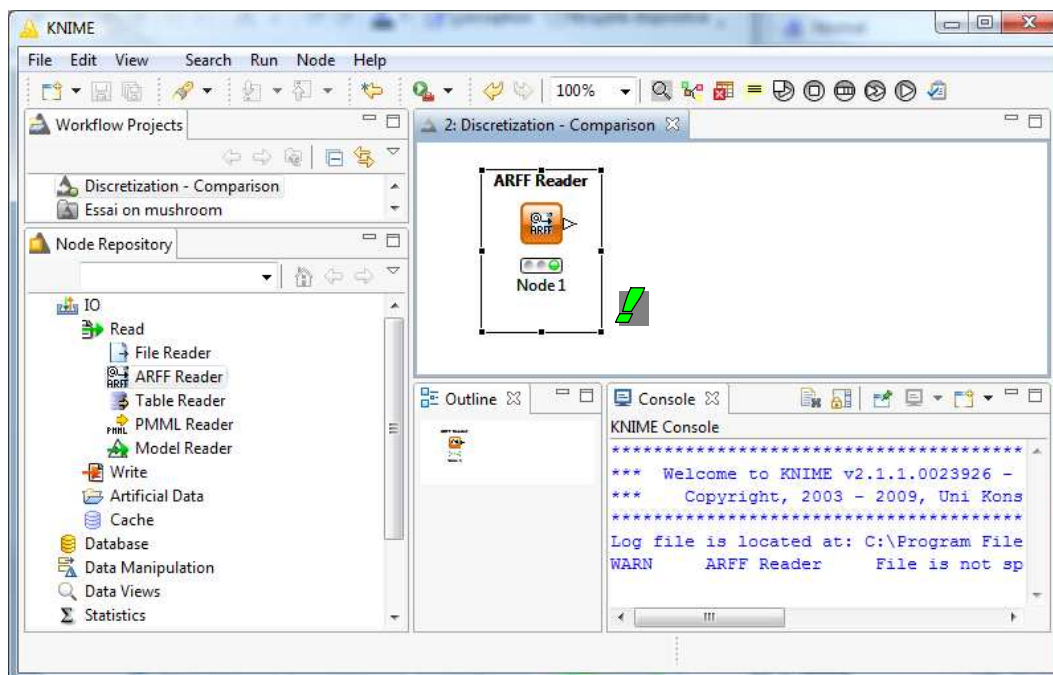 KNIME
File Edit View Search Run Node Help
100%
Workflow Projects
Discretization - Comparison
Essai on mushroom
Node Repository
IO
Read
File Reader
ARFF Reader
Table Reader
PMML Reader
Model Reader
Write
Artificial Data
Cache
Database
Data Manipulation
Data Views
Statistics
2: Discretization - Comparison
ARFF Reader
ARFF
Node 1
!
Outline
Console
KNIME Console
*****************************************
*** Welcome to KNIME v2.1.1.0023926 -
*** Copyright, 2003 - 2009, Uni Kons
*****************************************
Log file is located at: C:\Program File
WARN ARFF Reader File is not sp